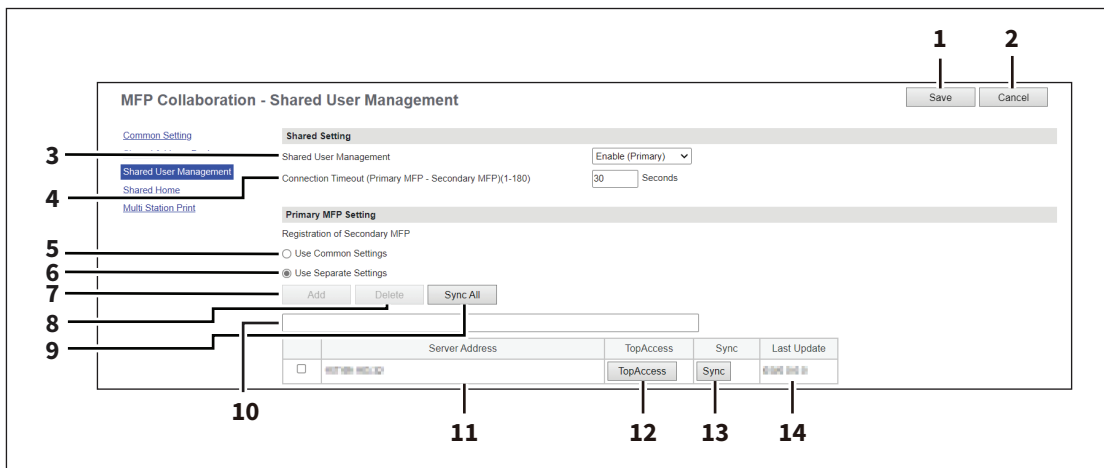 1 2
MFP Collaboration - Shared User Management
Save Cancel
Common Setting
Shared Setting
3
Shared User Management Enable (Primary)
Shared User Management
4
Connection Timeout (Primary MFP - Secondary MFP)(1-180) 30 Seconds
Shared Home
Multi Station Print
Primary MFP Setting
Registration of Secondary MFP
5
Use Common Settings
6
Use Separate Settings
7
Add Delete Sync All
8
9
Server Address TopAccess Sync Last Update
TopAccess Sync
10 11 12 13 14